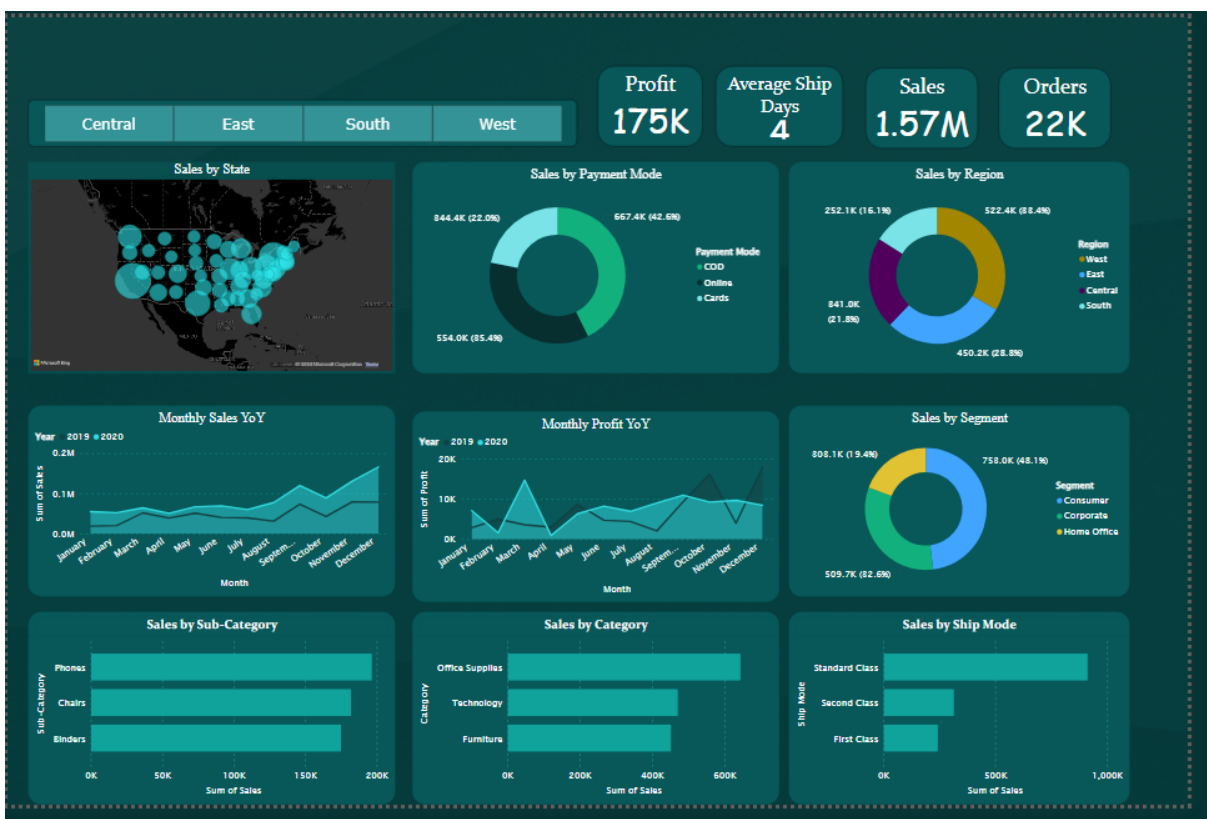 Profit
175K
Average Ship
Days
4
Sales
1.57M
Orders
22K
Central
East
South
West
Sales by State
Microsoft Bing
Sales by Payment Mode
844.4K (22.0%)
667.4K (42.6%)
554.0K (85.4%)
Payment Mode
COD
Online
Cards
Sales by Region
252.1K (16.1%)
522.4K (88.4%)
841.0K
(21.8%)
450.2K (28.8%)
Region
West
East
Central
South
Monthly Sales YoY
Year 2019 2020
0.2M
0.1M
0.0M
Sum of Sales
January
February
March
April
May
June
July
August
Septem...
October
November
December
Month
Monthly Profit YoY
Year 2019 2020
20K
10K
0K
Sum of Profit
January
February
March
April
May
June
July
August
Septem...
October
November
December
Month
Sales by Segment
808.1K (19.4%)
758.0K (48.1%)
509.7K (82.6%)
Segment
Consumer
Corporate
Home Office
Sales by Sub-Category
Sub-Category
Phones
Chairs
Binders
0K
50K
100K
150K
200K
Sum of Sales
Sales by Category
Category
Office Supplies
Technology
Furniture
0K
200K
400K
600K
Sum of Sales
Sales by Ship Mode
Ship Mode
Standard Class
Second Class
First Class
0K
500K
1,000K
Sum of Sales